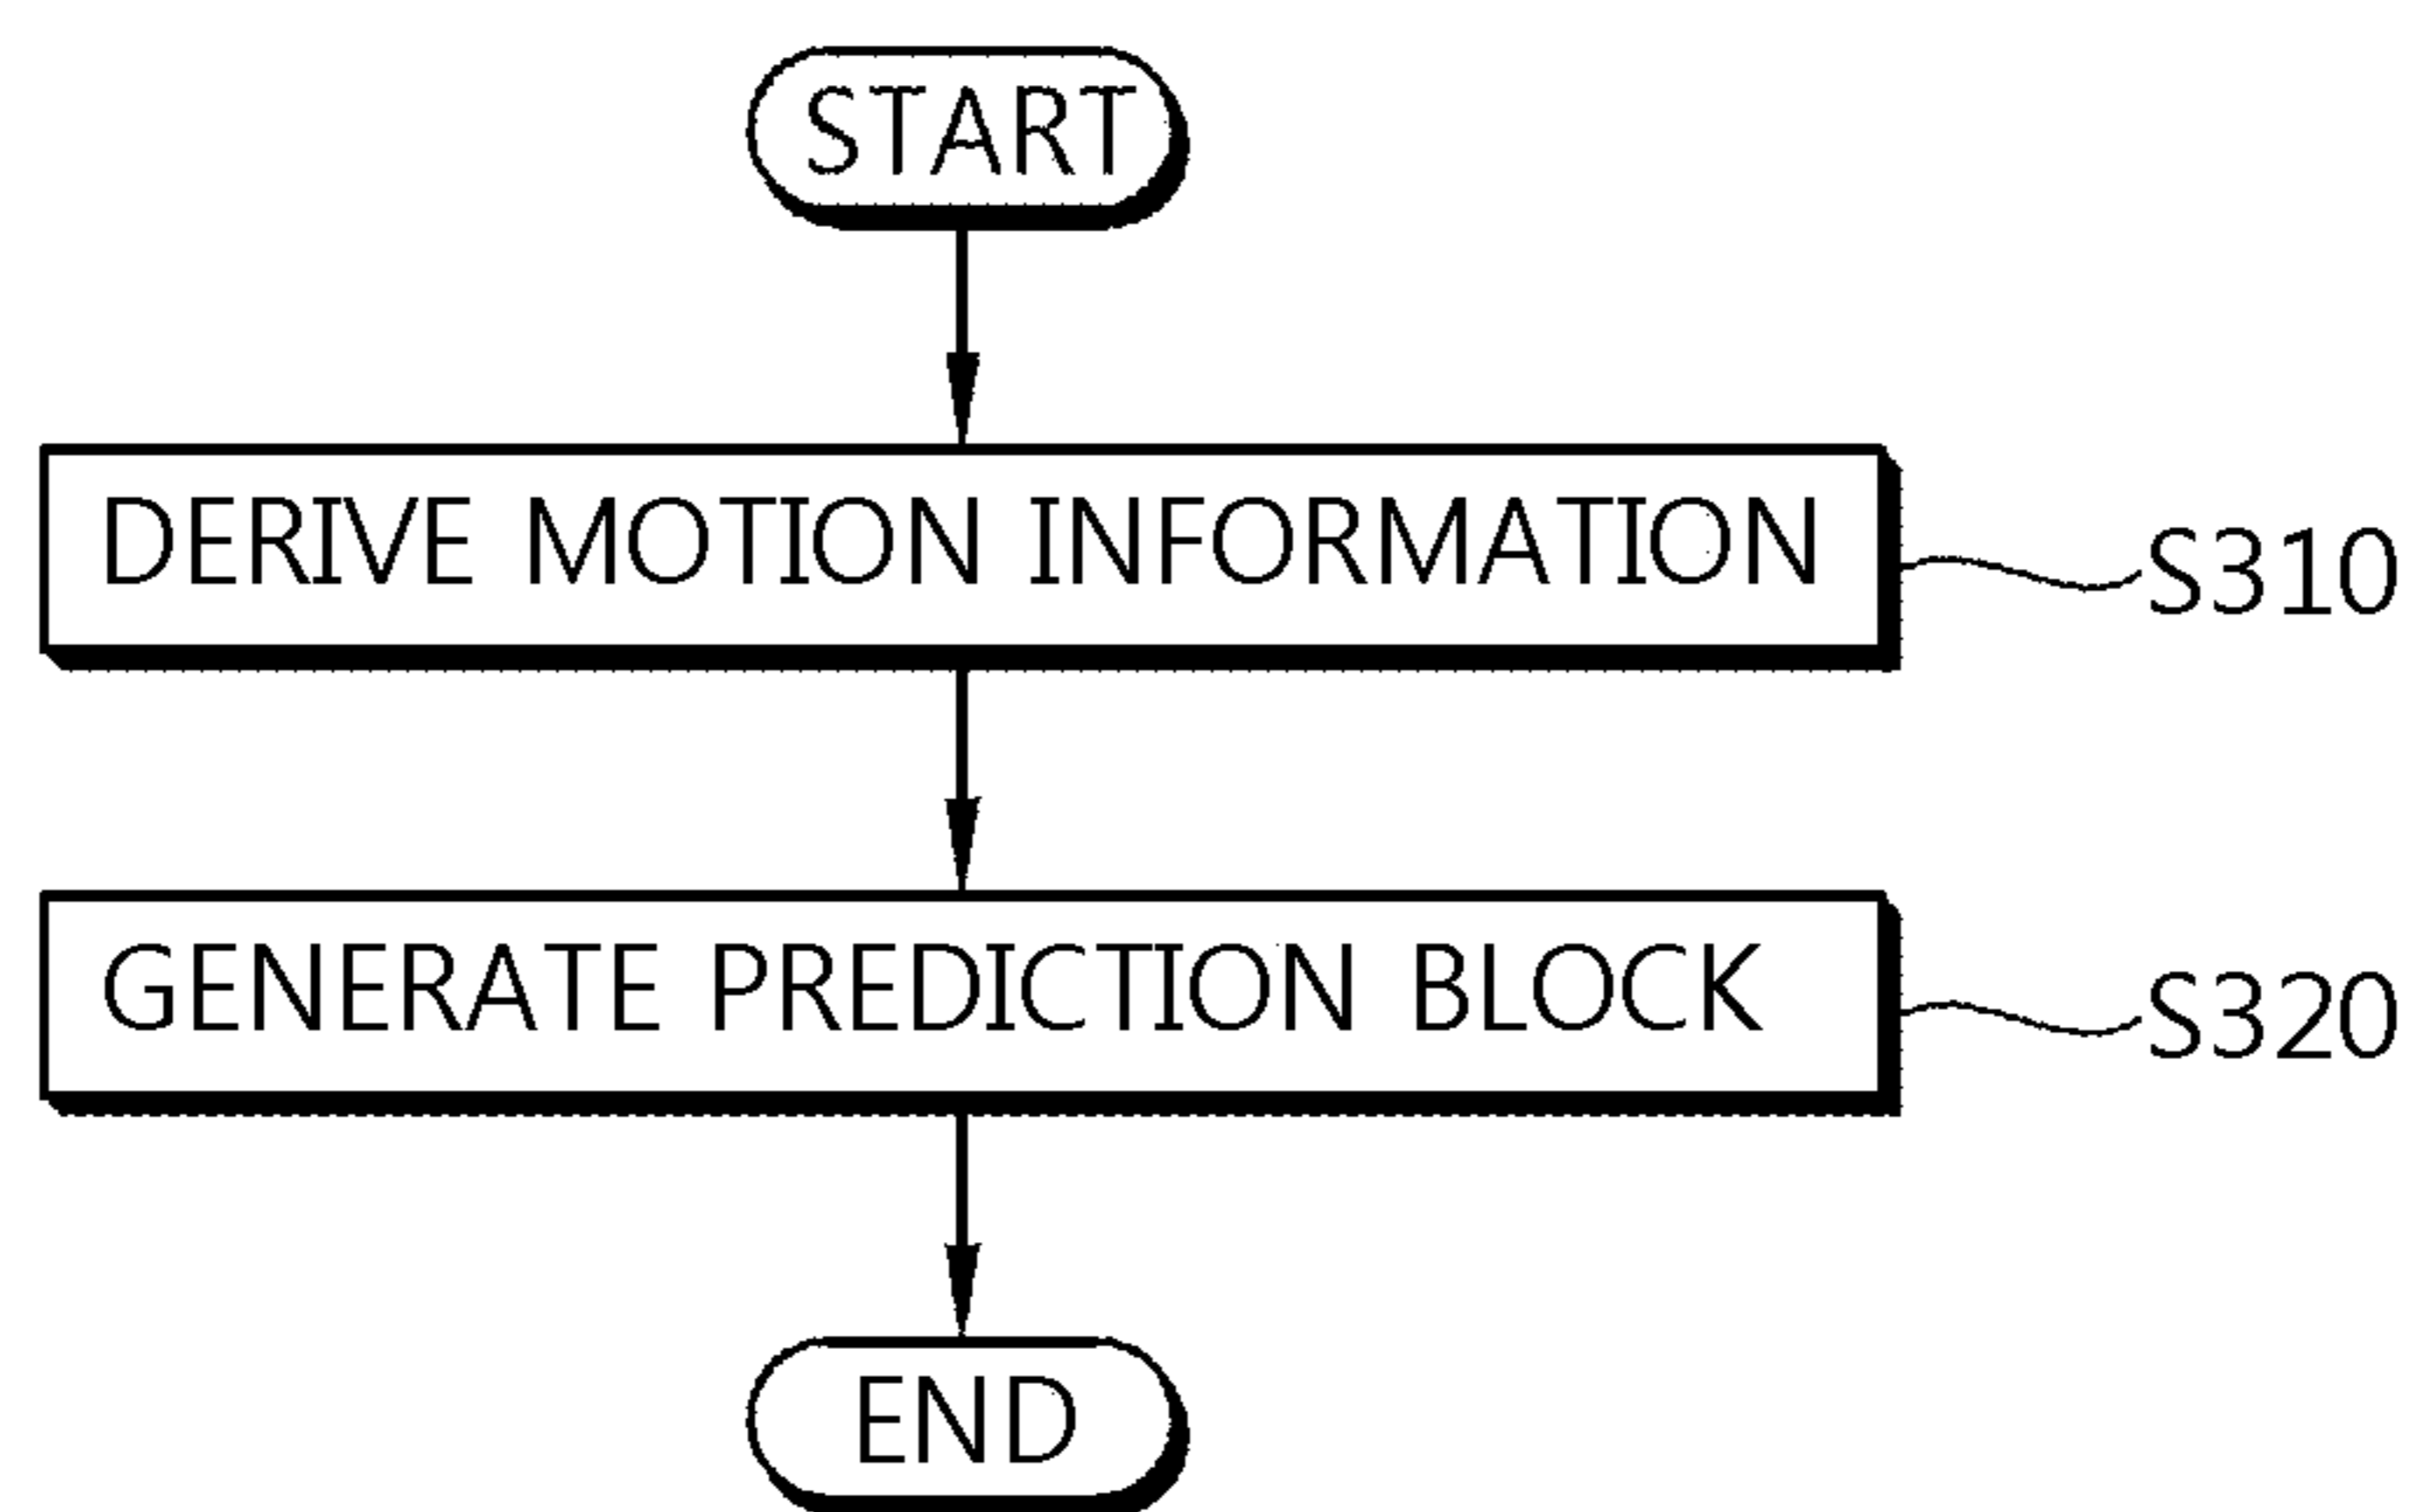 START
DERIVE MOTION INFORMATION
S310
GENERATE PREDICTION BLOCK
S320
END